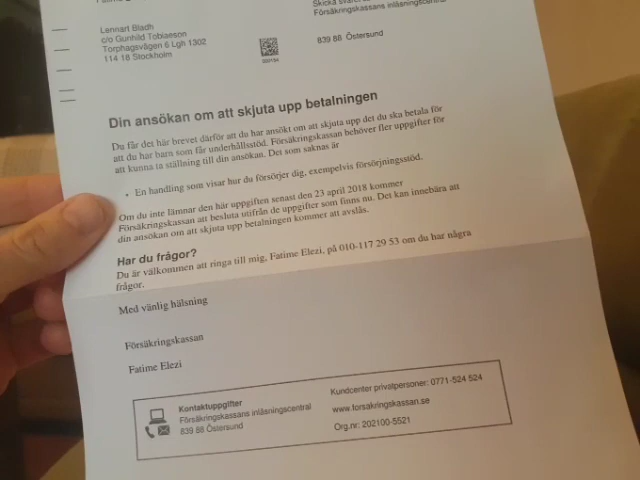 Skicka svaret
Försäkringskassans inläsningscentral
839 88 Östersund
Lennart Bladh
c/o Gunhild Tobiaeson
Torphagsvägen 6 Lgh 1302
114 18 Stockholm
Din ansökan om att skjuta upp betalningen
Du får det här brevet därför att du har ansökt om att skjuta upp det du ska betala för
att du har barn som får underhållsstöd. Försäkringskassan behöver fler uppgifter för
att kunna ta ställning till din ansökan. Det som saknas är
• En handling som visar hur du försörjer dig, exempelvis försörjningsstöd.
Om du inte lämnar den här uppgiften senast den 23 april 2018 kommer
Försäkringskassan att besluta utifrån de uppgifter som finns nu. Det kan innebära att
din ansökan om att skjuta upp betalningen kommer att avslås.
Har du frågor?
Du är välkommen att ringa till mig, Fatime Elezi, på 010-117 29 53 om du har några
frågor.
Med vänlig hälsning
Försäkringskassan
Fatime Elezi
Kontaktuppgifter
Försäkringskassans inläsningscentral
839 88 Östersund
Kundcenter privatpersoner: 0771-524 524
www.forsakringskassan.se
Org.nr: 202100-5521